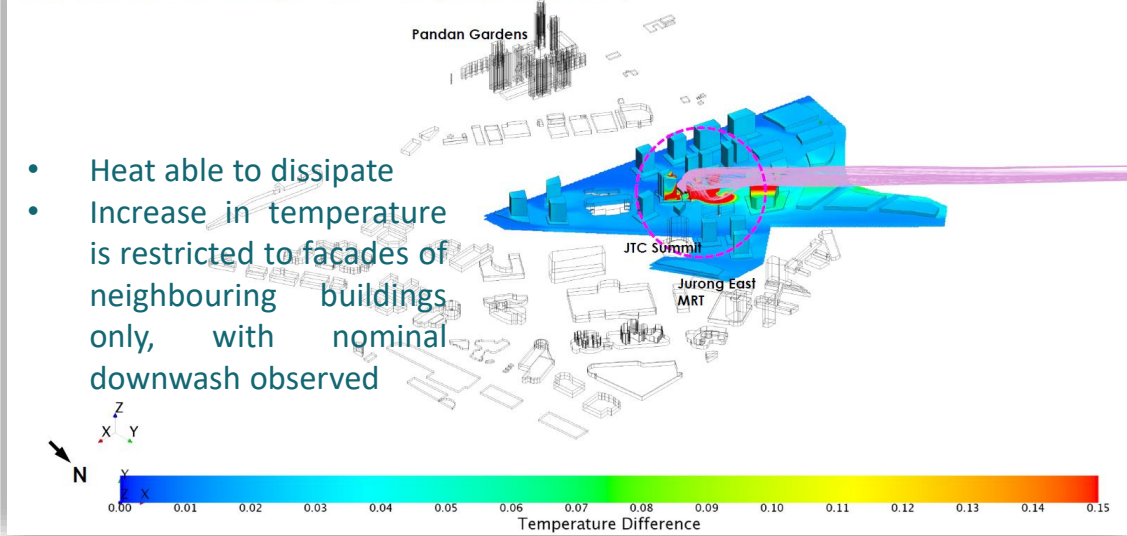 Pandan Gardens
• Heat able to dissipate
• Increase in temperature
is restricted to facades of
neighbouring buildings
only, with nominal
downwash observed
JTC Summit
Jurong East
MRT
Z
X Y
N
Y
Z X
0.00 0.01 0.02 0.03 0.04 0.05 0.06 0.07 0.08 0.09 0.10 0.11 0.12 0.13 0.14 0.15
Temperature Difference